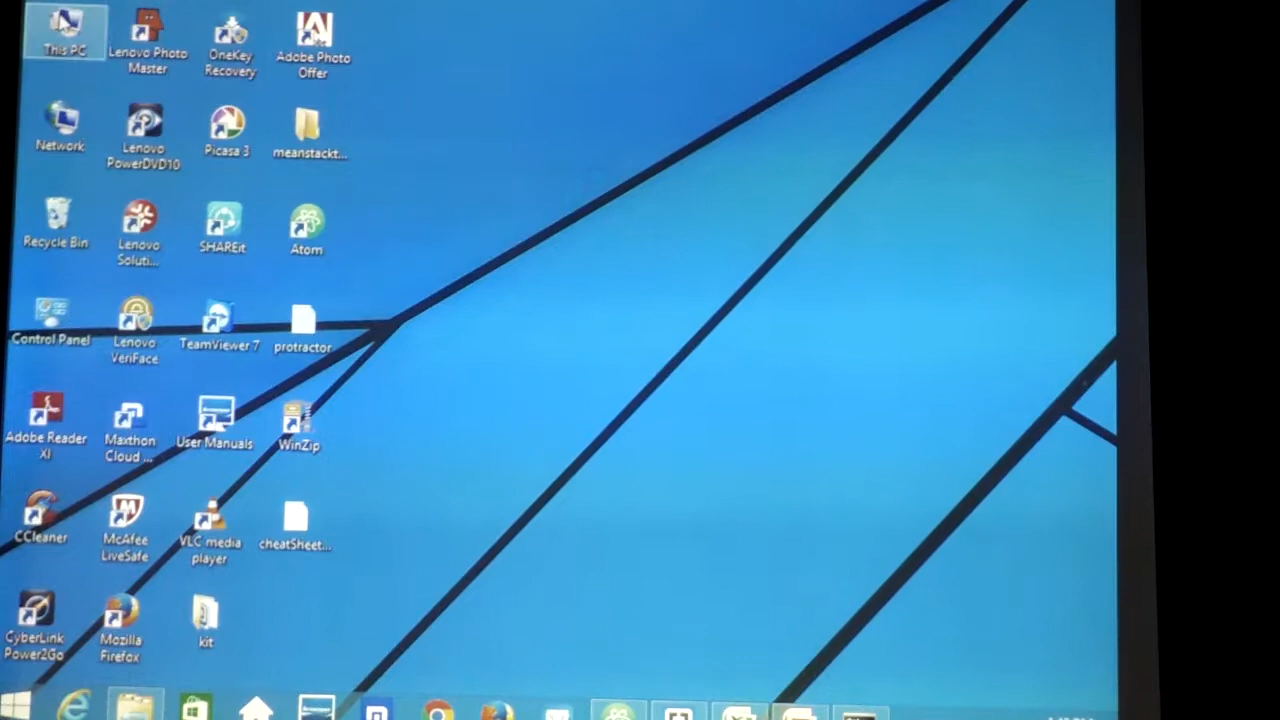 This PC
Lenovo Photo
Master
OneKey
Recovery
Adobe Photo
Offer
Network
Lenovo
PowerDVD10
Picasa 3
meanstackt...
Recycle Bin
Lenovo
Soluti...
SHAREit
Atom
Control Panel
Lenovo
VeriFace
TeamViewer 7
protractor
Adobe Reader
XI
Maxthon
Cloud ...
User Manuals
WinZip
CCleaner
McAfee
LiveSafe
VLC media
player
cheatSheet...
CyberLink
Power2Go
Mozilla
Firefox
kit